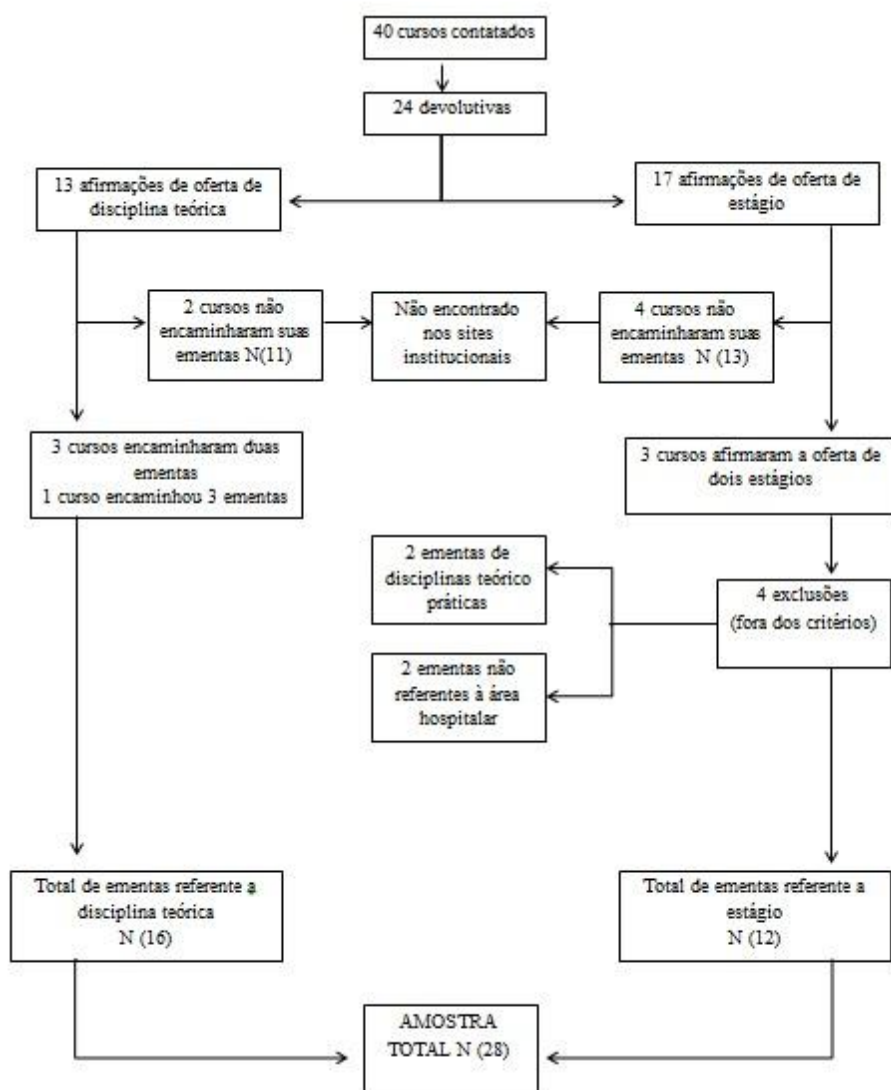 40 cursos contatados
24 devolutivas
13 afirmações de oferta de
disciplina teórica
17 afirmações de oferta de
estágio
2 cursos não
encaminharam suas
ementas N(11)
Não encontrado
nos sites
institucionais
4 cursos não
encaminharam suas
ementas N (13)
3 cursos encaminharam duas
ementas
1 curso encaminhou 3 ementas
3 cursos afirmaram a oferta de
dois estágios
2 ementas de
disciplinas teórico
práticas
4 exclusões
(fora dos critérios)
2 ementas não
referentes à área
hospitalar
Total de ementas referente a
disciplina teórica
N (16)
Total de ementas referente a
estágio
N (12)
AMOSTRA
TOTAL N (28)